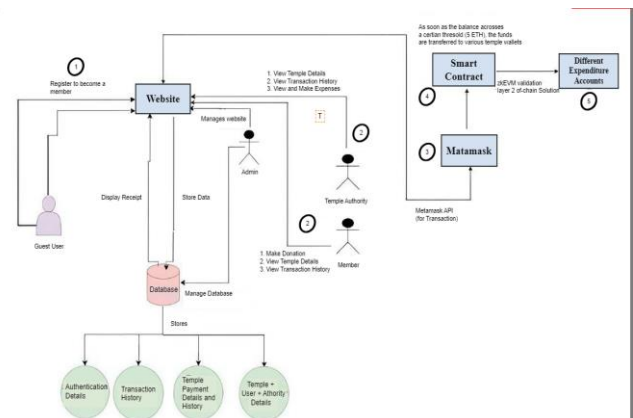 As soon as the balance acrosses
a certian thresold (5 ETH), the funds
are transferred to various temple wallets
1
Register to become a
member
Website
1. View Temple Details
2. View Transaction History
3. View and Make Expenses
Smart
Contract
4
zkEVM validation
layer 2 of-chain Solution
Different
Expenditure
Accounts
5
T
Manages website
Admin
2
Temple Authority
3
Matamask
Display Receipt
Store Data
Guest User
2
Metamask API
(for Transaction)
1. Make Donation
2. View Temple Details
3. View Transaction History
Member
Database
Manage Database
Stores
Authentication
Details
Transaction
History
Temple
Payment
Details and
History
Temple +
User + Athority
Details